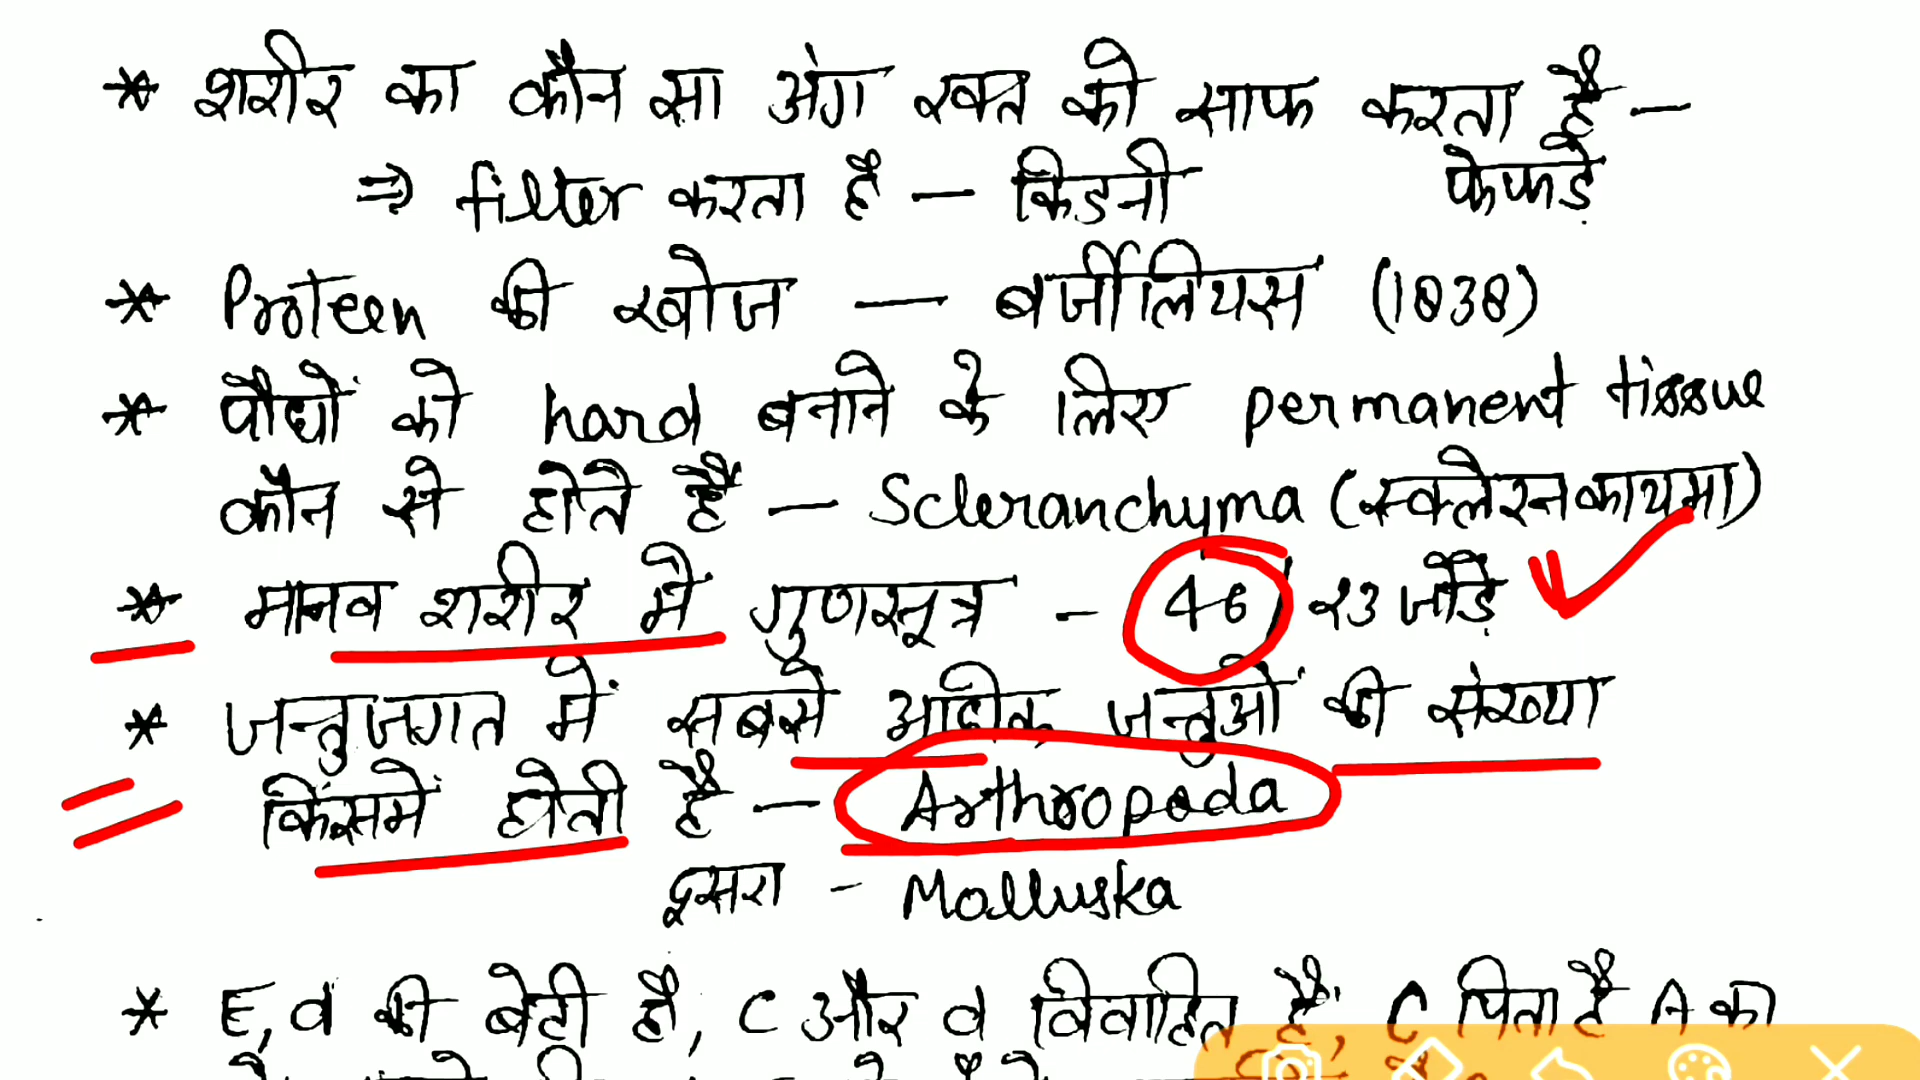 * शरीर का कौन सा अंग रक्त को साफ करता है -
⇒ filter करता है - किडनी फेफड़े
* Protein की खोज - बर्जीलियस (1838)
* पौधों को hard बनाने के लिए permanent tissue
कौन से होते हैं - Scleranchyma (स्क्लेरनकायमा)
* मानव शरीर मे गुणसूत्र - 46/23 जोड़े
* जन्तुजगत में सबसे अधीक जन्तुओं की संख्या
किसमें होती है - Arthropoda
दूसरा - Molluska
* E, व की बेटी है, C और व विवाहित है, C पिता है A का